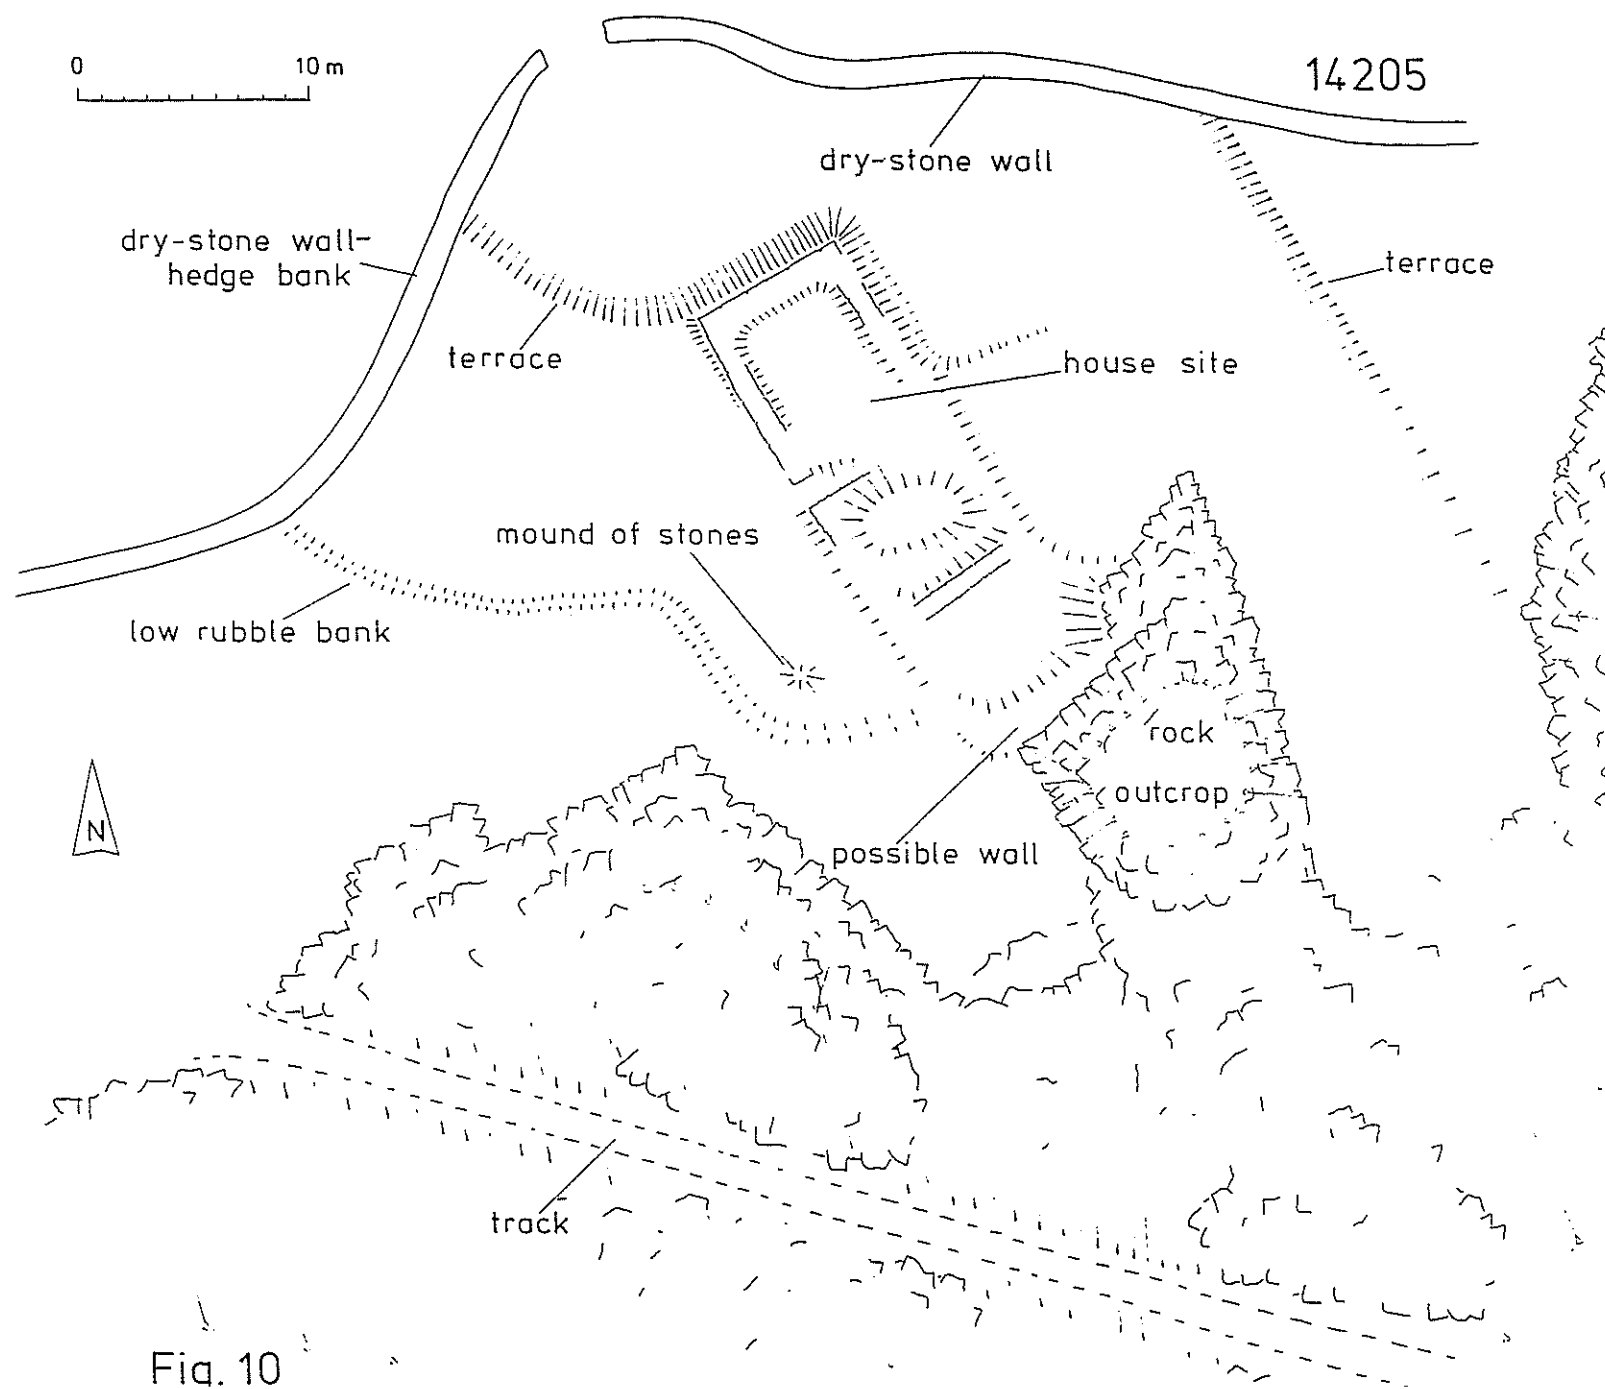 0 10 m
14205
dry-stone wall
dry-stone wall-
hedge bank
terrace
terrace
house site
mound of stones
low rubble bank
rock
outcrop
N
possible wall
track
Fig. 10